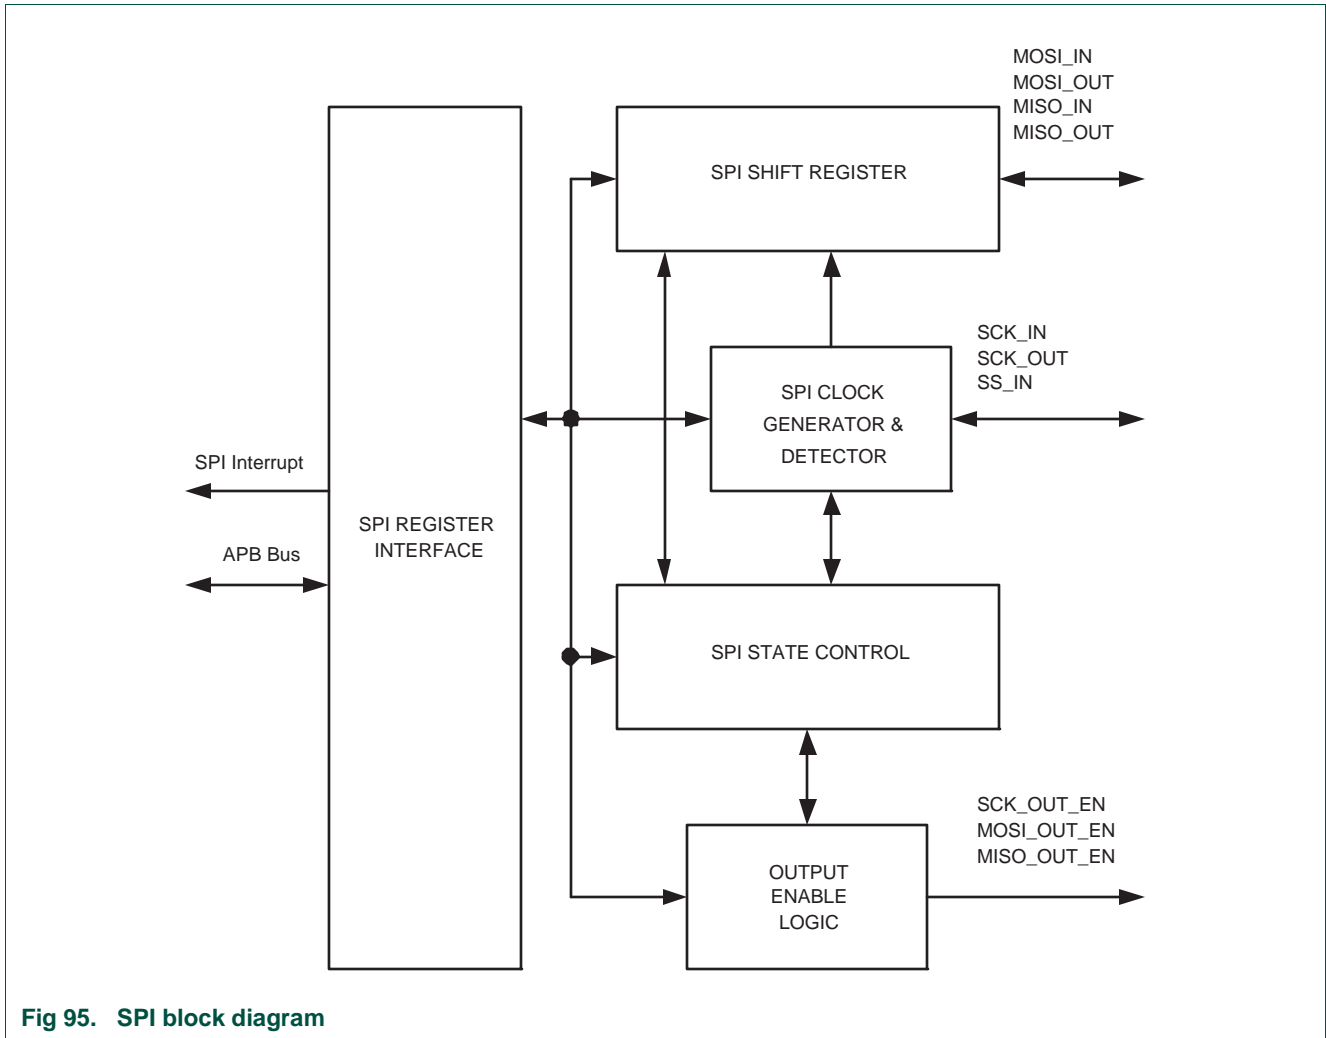 MOSI_IN
MOSI_OUT
MISO_IN
MISO_OUT
SPI SHIFT REGISTER
SCK_IN
SCK_OUT
SS_IN
SPI CLOCK
GENERATOR &
DETECTOR
SPI Interrupt
SPI REGISTER
INTERFACE
APB Bus
SPI STATE CONTROL
SCK_OUT_EN
MOSI_OUT_EN
MISO_OUT_EN
OUTPUT
ENABLE
LOGIC
Fig 95. SPI block diagram